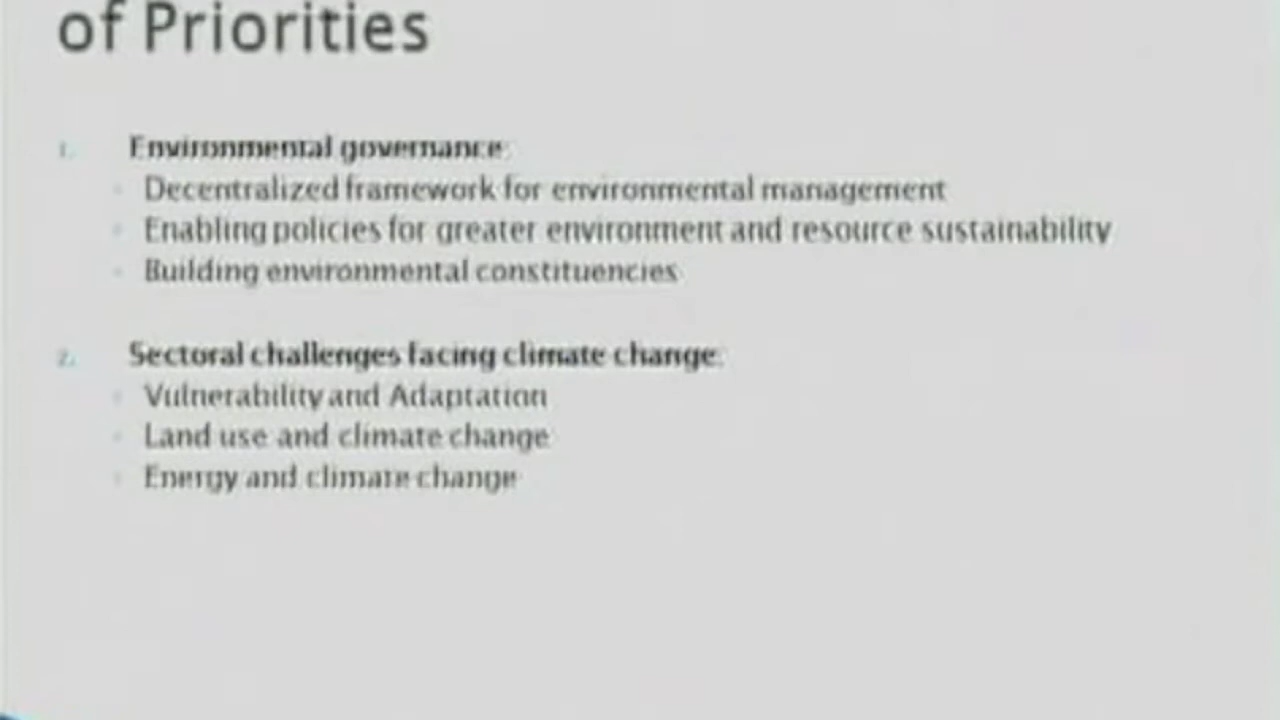 of Priorities
1. Environmental governance:
Decentralized framework for environmental management
Enabling policies for greater environment and resource sustainability
Building environmental constituencies
2. Sectoral challenges facing climate change:
Vulnerability and Adaptation
Land use and climate change
Energy and climate change